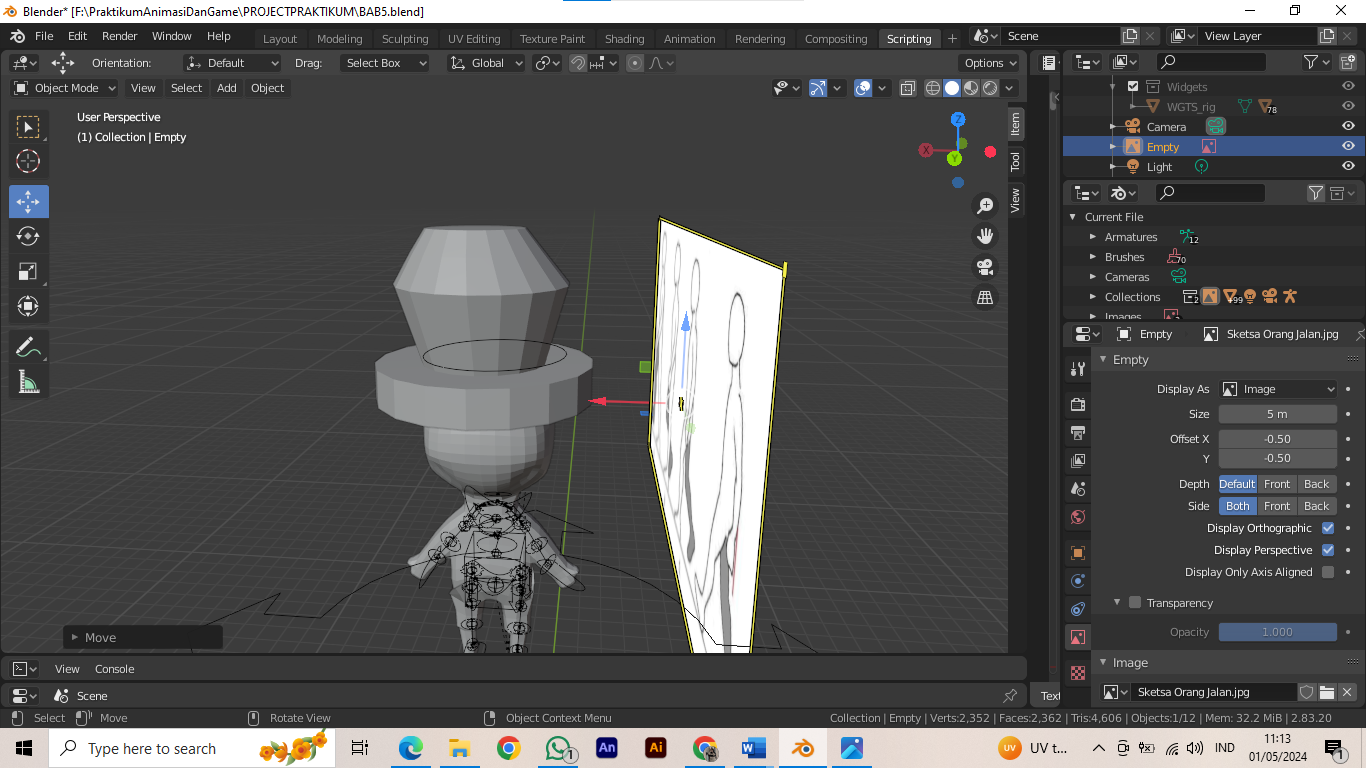 Blender* [F:\PraktikumAnimasiDanGame\PROJECTPRAKTIKUM\BAB5.blend]
File Edit Render Window Help Layout Modeling Sculpting UV Editing Texture Paint Shading Animation Rendering Compositing Scripting Scene View Layer
Orientation: Default Drag: Select Box Global Options
Object Mode View Select Add Object
User Perspective
(1) Collection | Empty
Z
X
Y
Item
Tool
View
Move
View Console
Scene
Text
Widgets
WGTS_rig 78
Camera
Empty
Light
Current File
Armatures 12
Brushes 70
Cameras
Collections 2 +99
Images
Empty Sketsa Orang Jalan.jpg
Empty
Display As Image
Size 5 m
Offset X -0.50
Y -0.50
Depth Default Front Back
Side Both Front Back
Display Orthographic
Display Perspective
Display Only Axis Aligned
Transparency
Opacity 1.000
Image
Sketsa Orang Jalan.jpg
Select Move Rotate View Object Context Menu Collection | Empty | Verts:2,352 | Faces:2,362 | Tris:4,606 | Objects:1/12 | Mem: 32.2 MiB | 2.83.20
Type here to search 1 An Ai W UV UV t... IND 11:13
01/05/2024 1